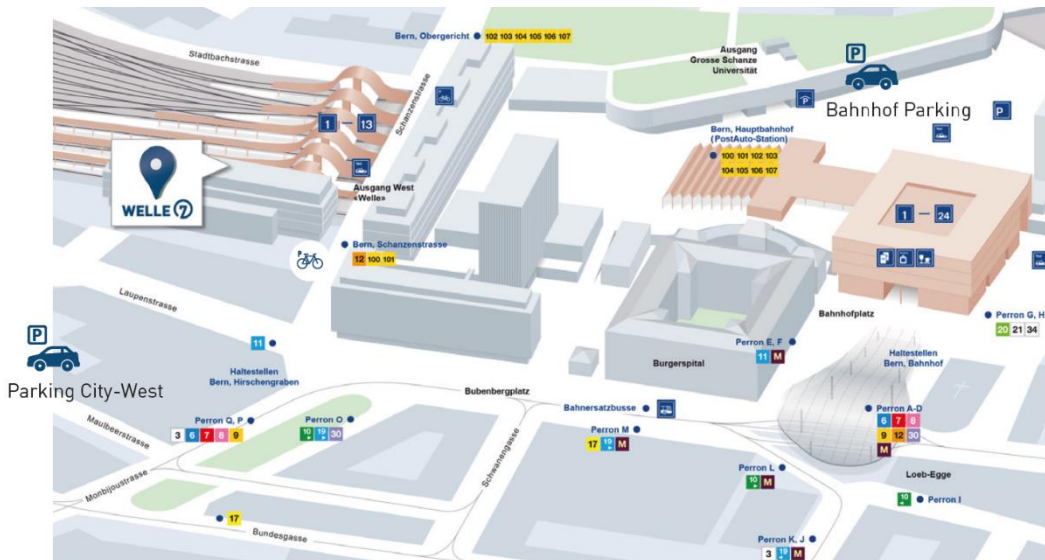 Bern, Obergericht 102 103 104 105 106 107
Stadtbachstrasse
Schanzenstrasse
Ausgang
Grosse Schanze
Universität
P
Bahnhof Parking
P
P
1 – 13
WELLE 7
Ausgang West
«Welle»
Bern, Hauptbahnhof
(PostAuto-Station)
100 101 102 103
104 105 106 107
1 – 24
Bern, Schanzenstrasse
12 100 101
P
Laupenstrasse
P
Parking City-West
11
Haltestellen
Bern, Hirschengraben
Bahnhofplatz
Perron G, H
20 21 34
Perron E, F
11 M
Burgerspital
Haltestellen
Bern, Bahnhof
Bubenbergplatz
Bahnersatzbusse
Perron A-D
6 7 8
9 12 30
M
Perron Q, P
3 6 7 8 9
Perron O
10 19 30
Perron M
17 19 M
Maulbeerstrasse
Schwanengasse
Perron L
10 M
Loeb-Egge
10 Perron I
Monbijoustrasse
17
Bundesgasse
Perron K, J
3 19 M